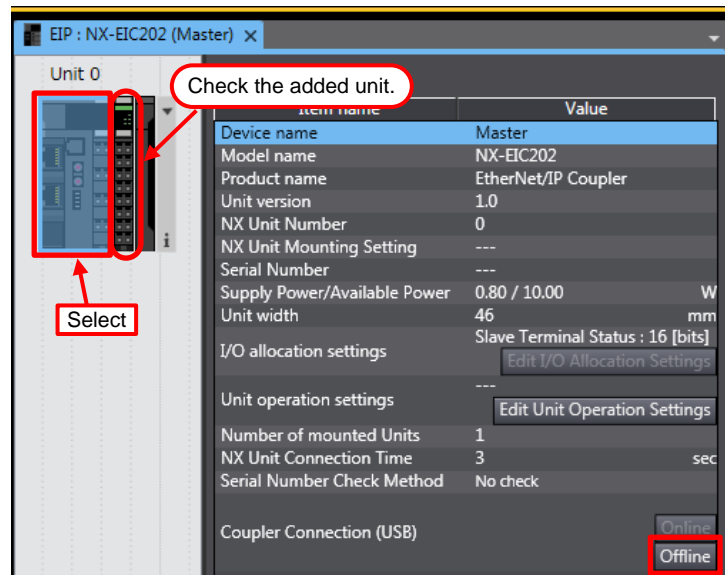 EIP : NX-EIC202 (Master) ×
Unit 0
Check the added unit.
Item name Value
Device name Master
Model name NX-EIC202
Product name EtherNet/IP Coupler
Unit version 1.0
NX Unit Number 0
NX Unit Mounting Setting ---
Serial Number ---
Supply Power/Available Power 0.80 / 10.00 W
Select
Unit width 46 mm
Slave Terminal Status : 16 [bits]
I/O allocation settings
Edit I/O Allocation Settings
---
Unit operation settings
Edit Unit Operation Settings
Number of mounted Units 1
NX Unit Connection Time 3 sec
Serial Number Check Method No check
Coupler Connection (USB) Online
Offline